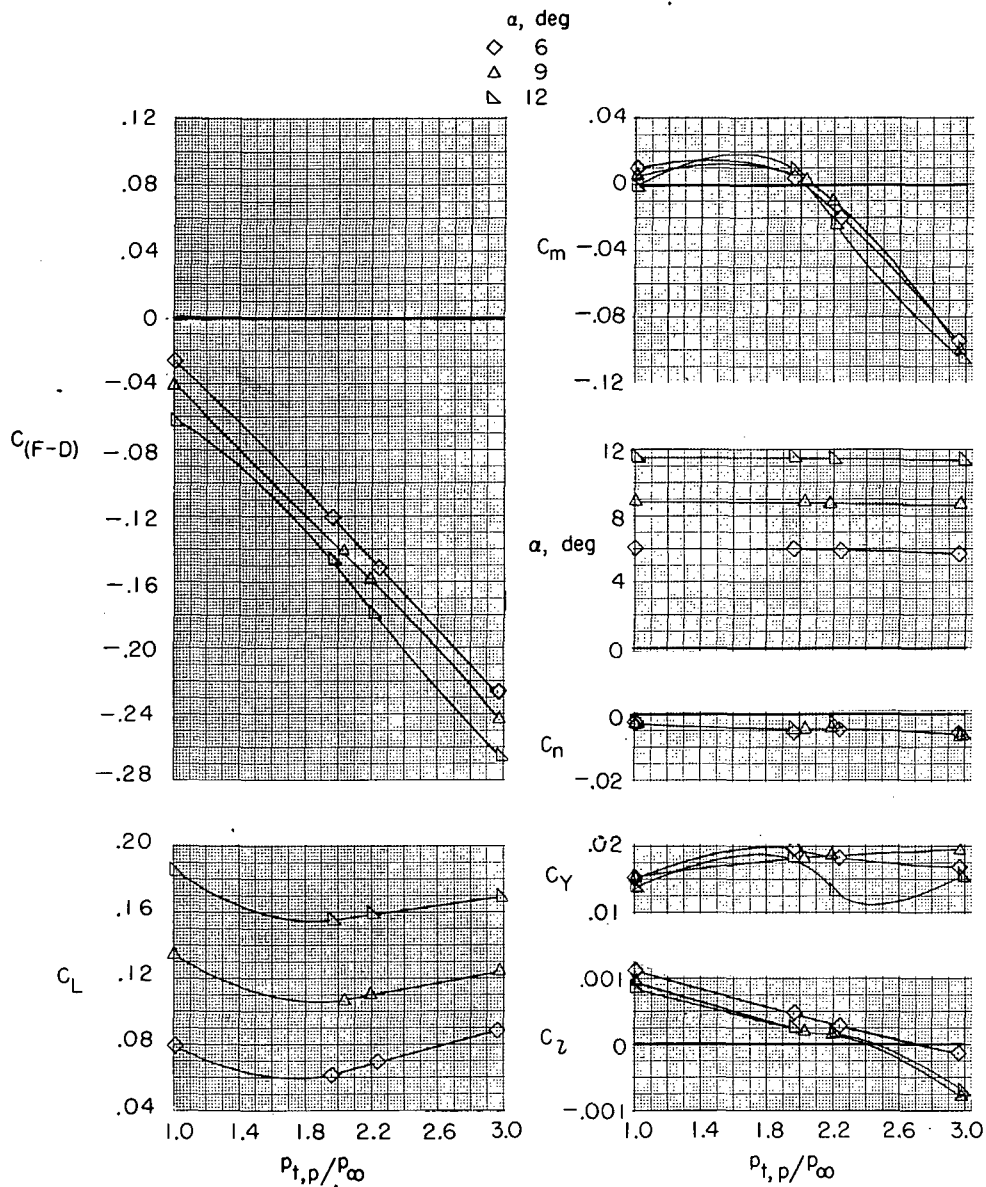 α, deg
6
9
12
.12
.08
.04
0
-.04
-.08
-.12
-.16
-.20
-.24
-.28
C(F-D)
.20
.16
.12
.08
.04
CL
1.0 1.4 1.8 2.2 2.6 3.0
pt,p/p∞
.04
0
-.04
-.08
-.12
Cm
12
8
4
0
α, deg
0
-.02
Cn
.02
.01
CY
.001
0
-.001
Cl
1.0 1.4 1.8 2.2 2.6 3.0
pt,p/p∞